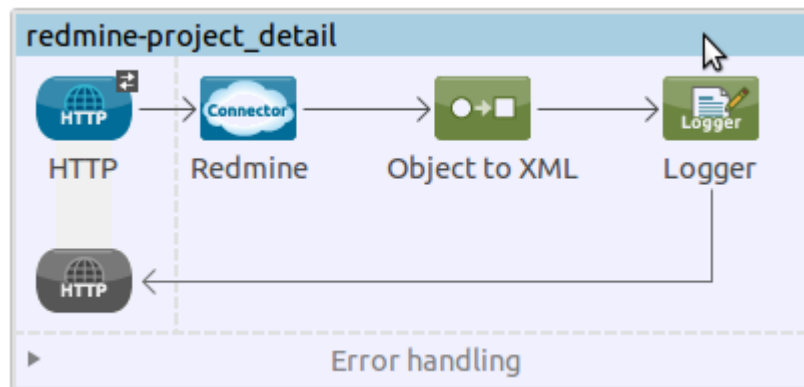 redmine-project_detail
HTTP
Connector
Logger
HTTP
Redmine
Object to XML
Logger
HTTP
Error handling